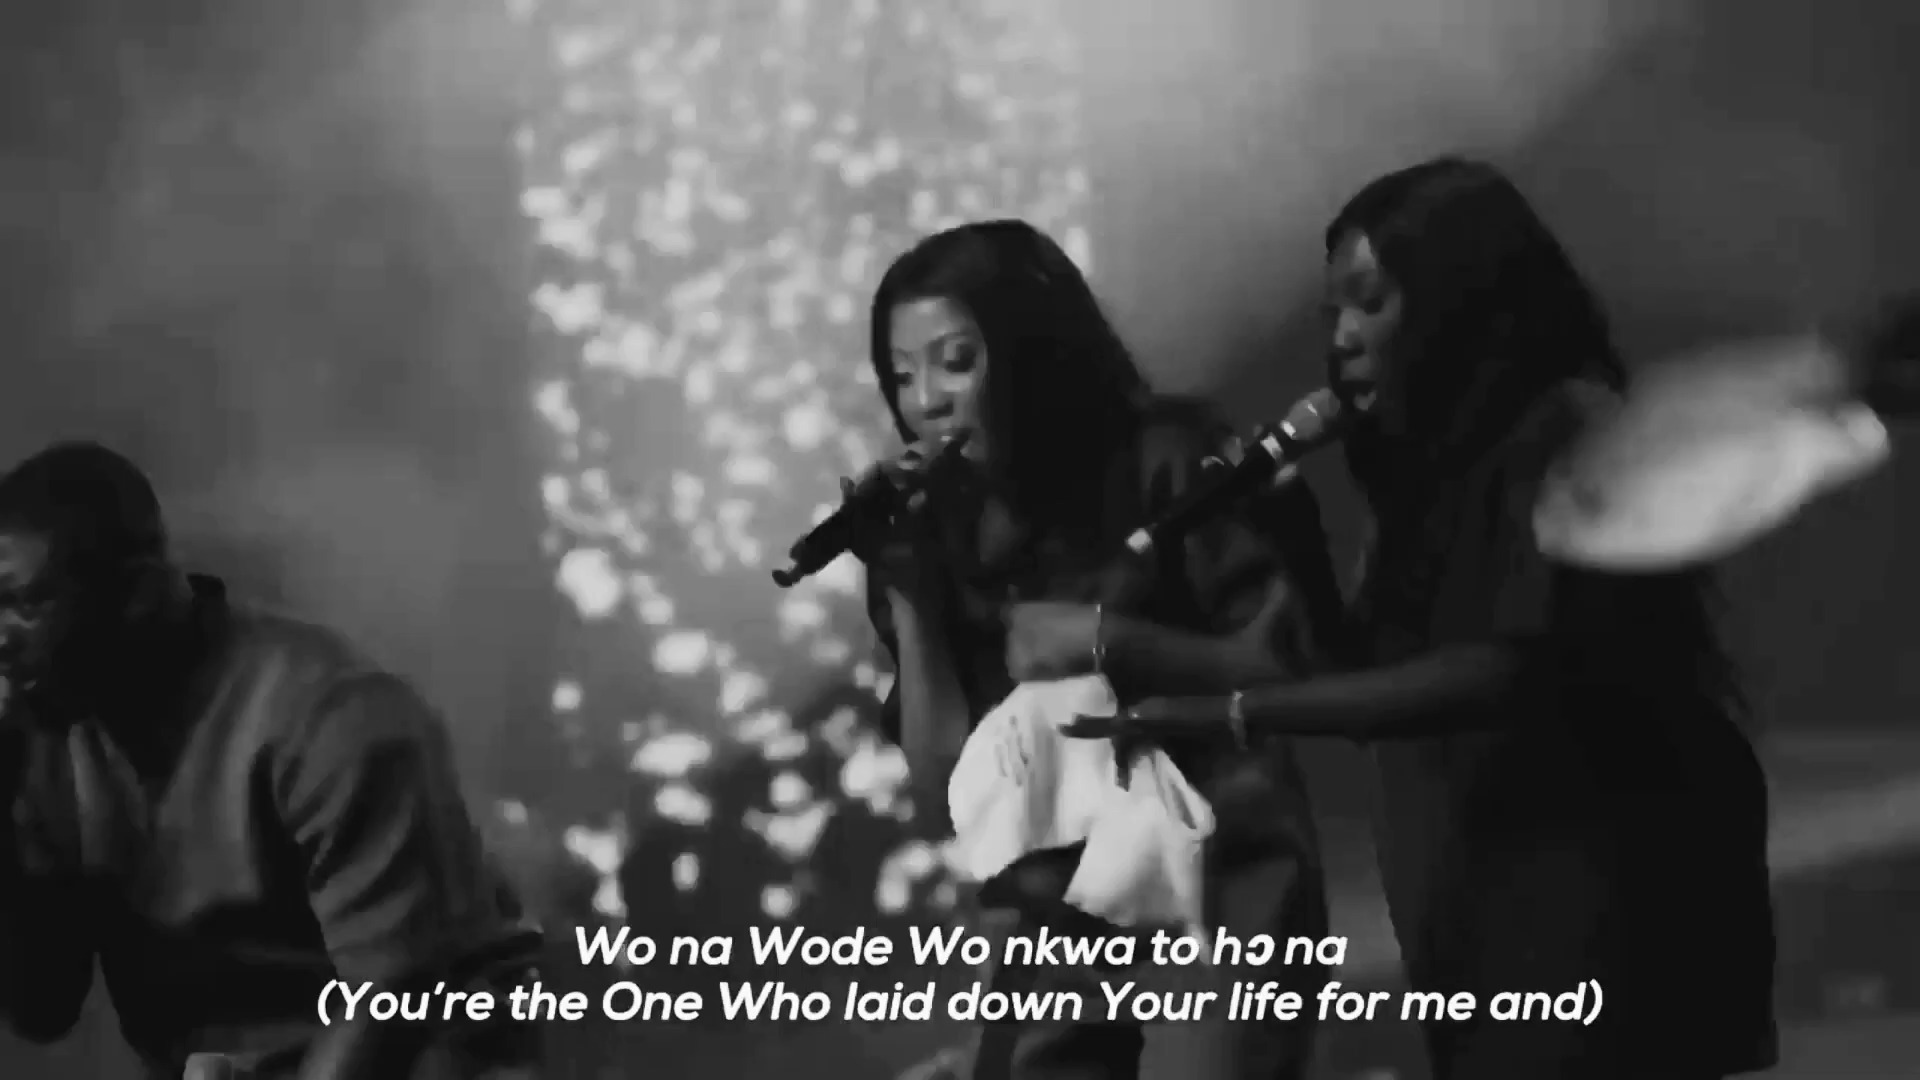 Wo na Wode Wo nkwa to hɔ na
(You're the One Who laid down Your life for me and)